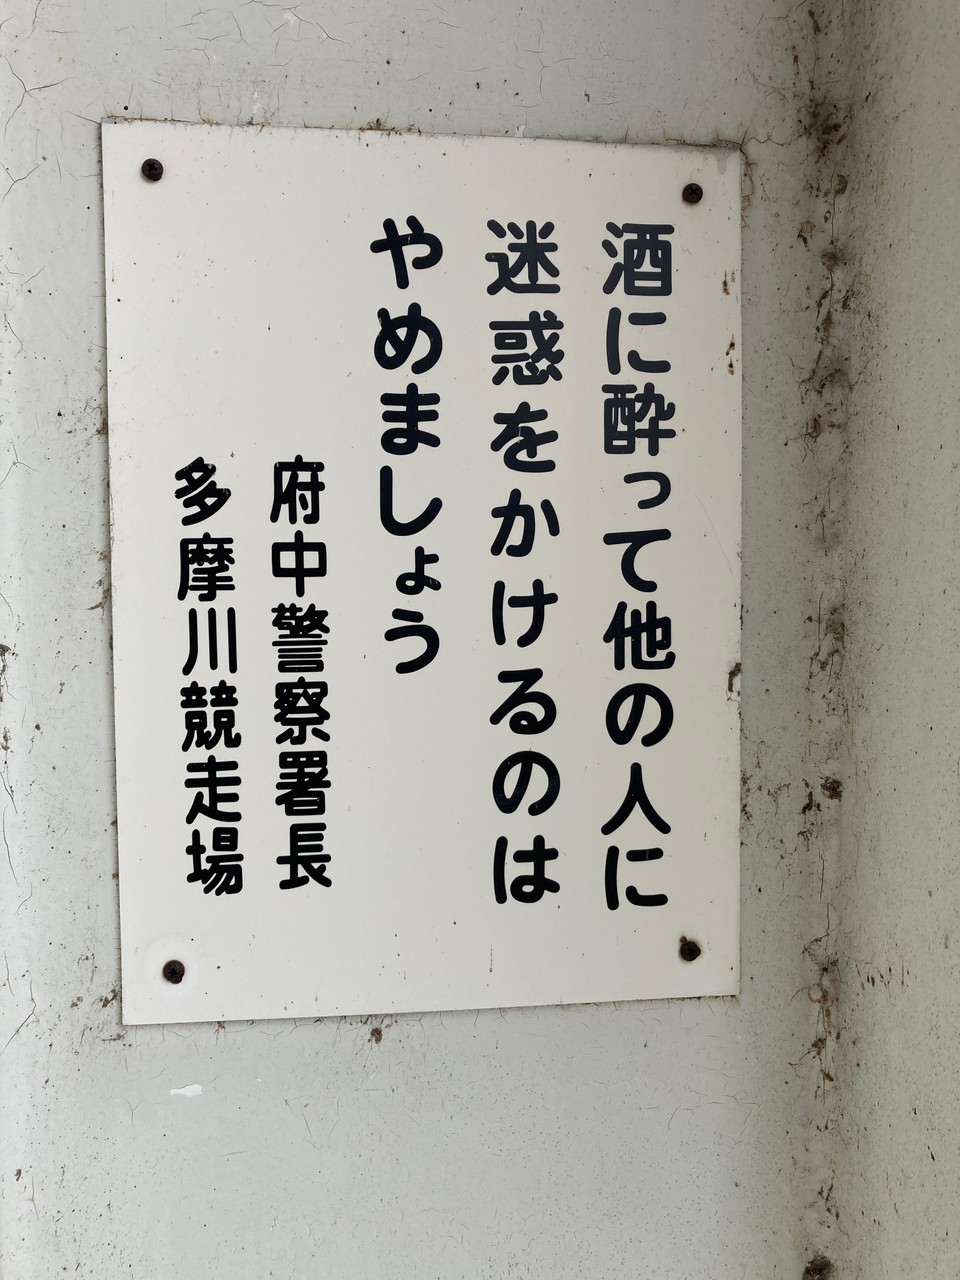 酒に酔って他の人に
迷惑をかけるのは
やめましょう
府中警察署長
多摩川競走場